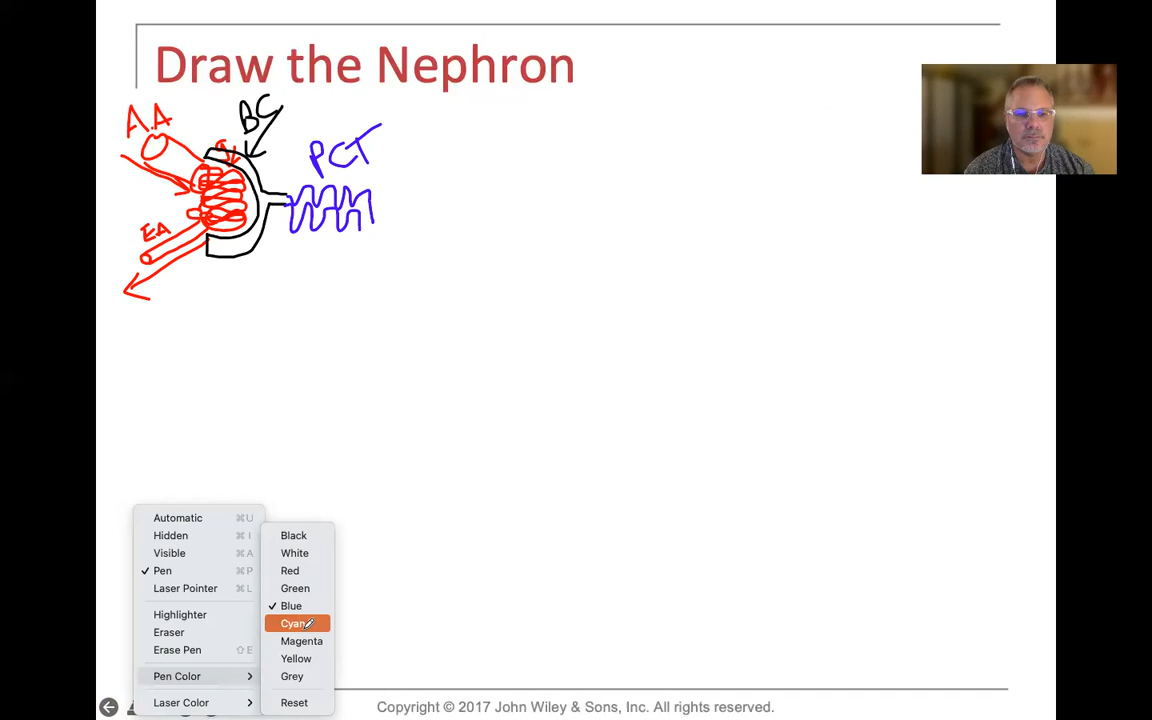 Draw the Nephron
A.A
BC
PCT
EA
Automatic ⌘U
Hidden ⌘I
Visible ⌘A
✓ Pen ⌘P
Laser Pointer ⌘L
Highlighter
Eraser
Erase Pen ⇧E
Pen Color >
Laser Color >
Black
White
Red
Green
✓ Blue
Cyan
Magenta
Yellow
Grey
Reset
Copyright © 2017 John Wiley & Sons, Inc. All rights reserved.